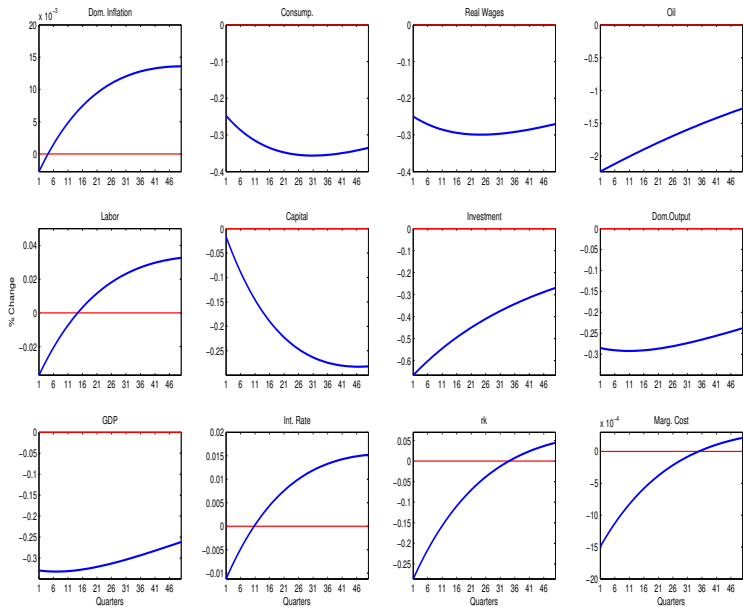 Dom. Inflation
x 10⁻³
20
15
10
5
0
1 6 11 16 21 26 31 36 41 46
Consump.
0
−0.1
−0.2
−0.3
−0.4
1 6 11 16 21 26 31 36 41 46
Real Wages
0
−0.1
−0.2
−0.3
−0.4
1 6 11 16 21 26 31 36 41 46
Oil
0
−0.5
−1
−1.5
−2
1 6 11 16 21 26 31 36 41 46
Labor
% Change
0.04
0.02
0
−0.02
1 6 11 16 21 26 31 36 41 46
Capital
0
−0.05
−0.1
−0.15
−0.2
−0.25
1 6 11 16 21 26 31 36 41 46
Investment
0
−0.1
−0.2
−0.3
−0.4
−0.5
−0.6
1 6 11 16 21 26 31 36 41 46
Dom.Output
0
−0.05
−0.1
−0.15
−0.2
−0.25
−0.3
1 6 11 16 21 26 31 36 41 46
GDP
0
−0.05
−0.1
−0.15
−0.2
−0.25
−0.3
1 6 11 16 21 26 31 36 41 46
Quarters
Int. Rate
0.02
0.015
0.01
0.005
0
−0.005
−0.01
1 6 11 16 21 26 31 36 41 46
Quarters
rk
0.05
0
−0.05
−0.1
−0.15
−0.2
−0.25
1 6 11 16 21 26 31 36 41 46
Quarters
Marg. Cost
x 10⁻⁴
0
−5
−10
−15
−20
1 6 11 16 21 26 31 36 41 46
Quarters